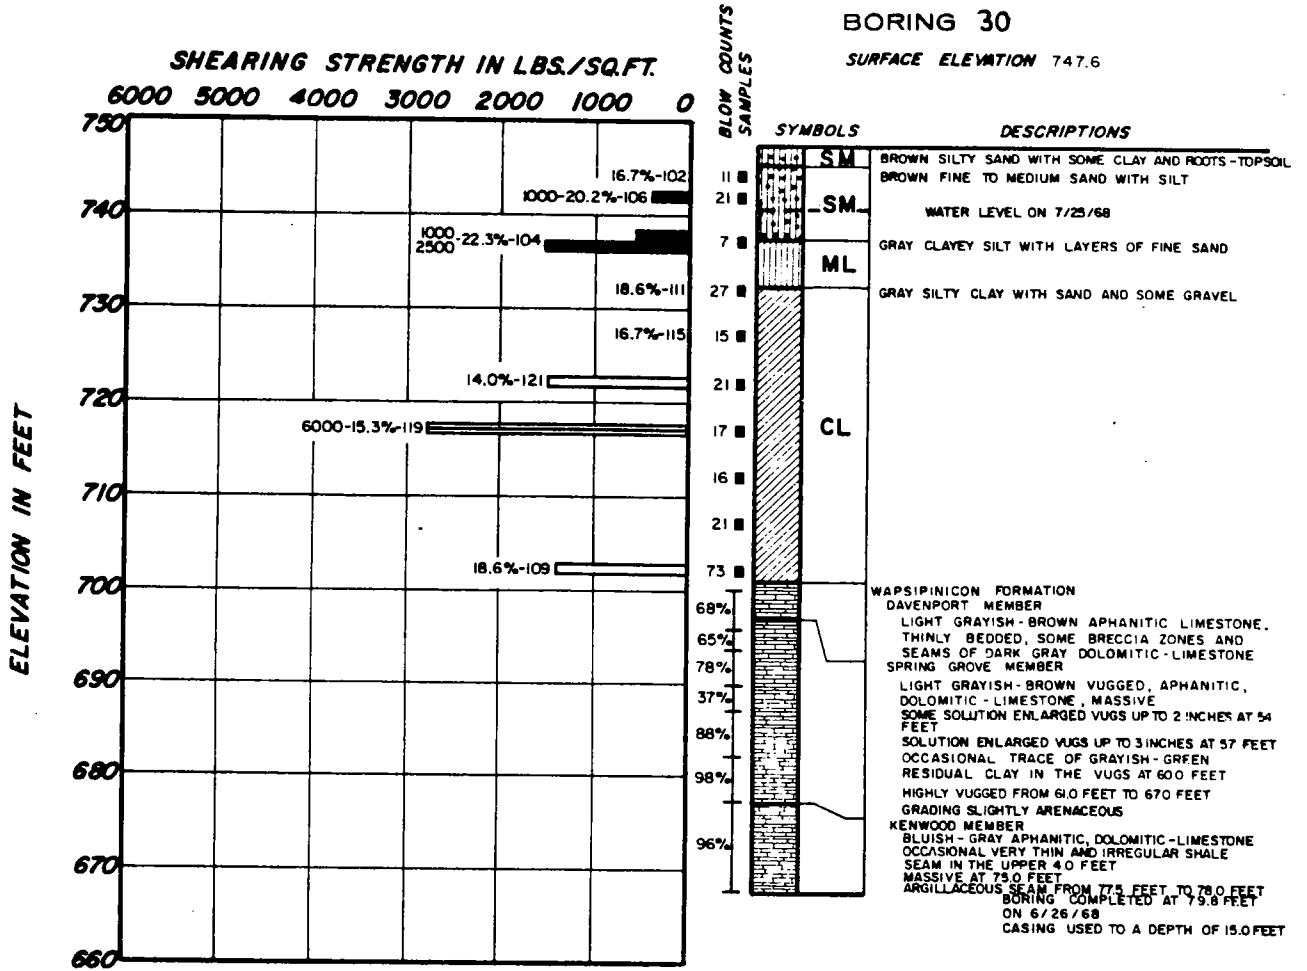 BORING 30
SURFACE ELEVATION 747.6
SHEARING STRENGTH IN LBS./SQ.FT.
6000 5000 4000 3000 2000 1000 0
BLOW COUNTS
SAMPLES
SYMBOLS
DESCRIPTIONS
ELEVATION IN FEET
750
740
730
720
710
700
690
680
670
660
16.7%-102
1000-20.2%-106
1000
2500
-22.3%-104
18.6%-111
16.7%-115
14.0%-121
6000-15.3%-119
18.6%-109
11
21
7
27
15
21
17
16
21
73
68%
65%
78%
37%
88%
98%
96%
SM
SM
ML
CL
BROWN SILTY SAND WITH SOME CLAY AND ROOTS-TOPSOIL
BROWN FINE TO MEDIUM SAND WITH SILT
WATER LEVEL ON 7/25/68
GRAY CLAYEY SILT WITH LAYERS OF FINE SAND
GRAY SILTY CLAY WITH SAND AND SOME GRAVEL
WAPSIPINICON FORMATION
DAVENPORT MEMBER
LIGHT GRAYISH-BROWN APHANITIC LIMESTONE.
THINLY BEDDED, SOME BRECCIA ZONES AND
SEAMS OF DARK GRAY DOLOMITIC-LIMESTONE
SPRING GROVE MEMBER
LIGHT GRAYISH-BROWN VUGGED, APHANITIC,
DOLOMITIC-LIMESTONE, MASSIVE
SOME SOLUTION ENLARGED VUGS UP TO 2 INCHES AT 54
FEET
SOLUTION ENLARGED VUGS UP TO 3 INCHES AT 57 FEET
OCCASIONAL TRACE OF GRAYISH-GREEN
RESIDUAL CLAY IN THE VUGS AT 60.0 FEET
HIGHLY VUGGED FROM 61.0 FEET TO 67.0 FEET
GRADING SLIGHTLY ARENACEOUS
KENWOOD MEMBER
BLUISH-GRAY APHANITIC, DOLOMITIC-LIMESTONE
OCCASIONAL VERY THIN AND IRREGULAR SHALE
SEAM IN THE UPPER 4.0 FEET
MASSIVE AT 75.0 FEET
ARGILLACEOUS SEAM FROM 77.5 FEET TO 78.0 FEET
BORING COMPLETED AT 79.8 FEET
ON 6/26/68
CASING USED TO A DEPTH OF 15.0 FEET